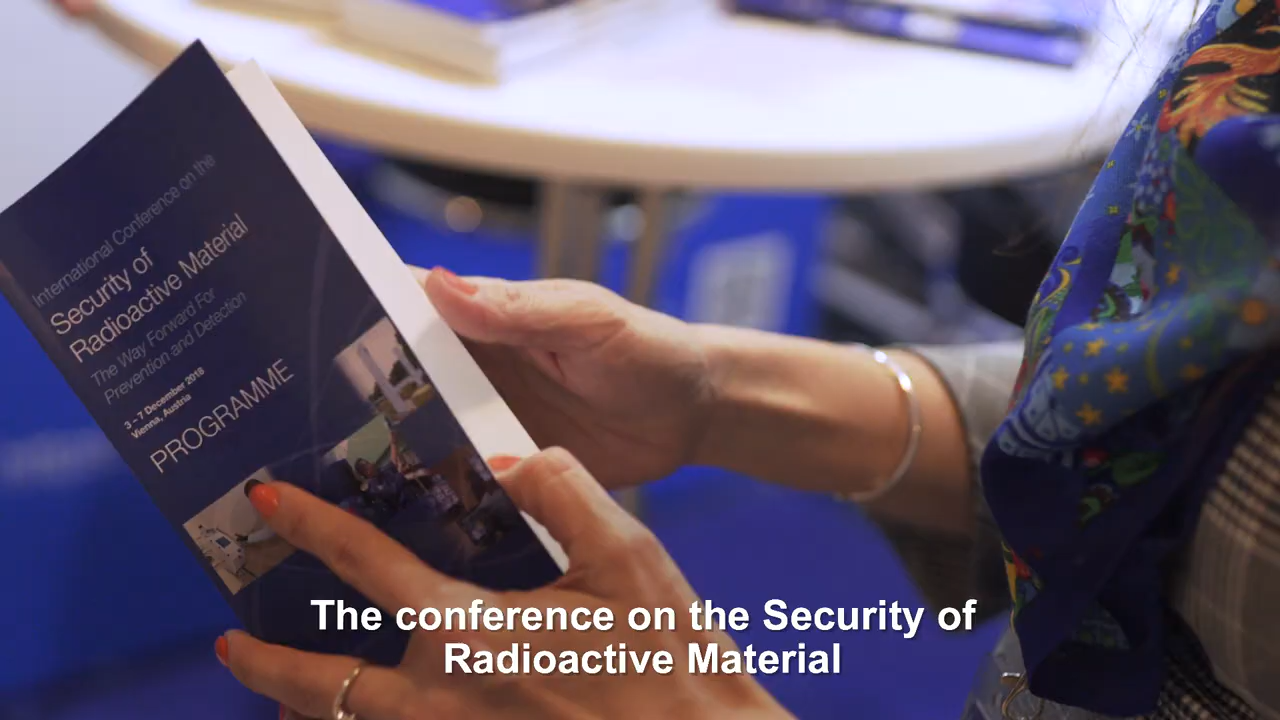 International Conference on the
Security of
Radioactive Material
The Way Forward For
Prevention and Detection
3 – 7 December 2018
Vienna, Austria
PROGRAMME
The conference on the Security of
Radioactive Material